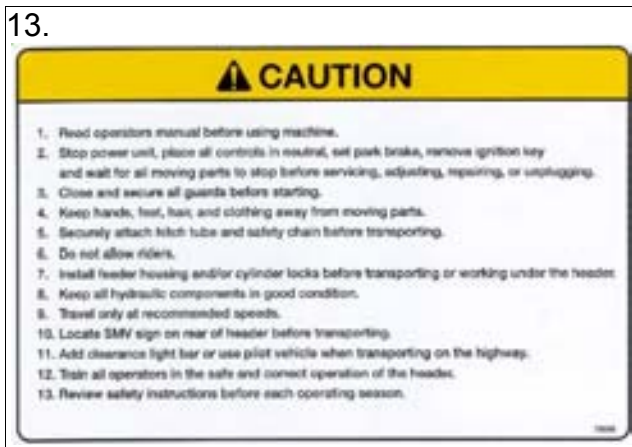 13.
CAUTION
1. Read operators manual before using machine.
2. Stop power unit, place all controls in neutral, set park brake, remove ignition key
and wait for all moving parts to stop before servicing, adjusting, repairing, or unplugging.
3. Close and secure all guards before starting.
4. Keep hands, feet, hair, and clothing away from moving parts.
5. Securely attach hitch tube and safety chain before transporting.
6. Do not allow riders.
7. Install feeder housing and/or cylinder locks before transporting or working under the header.
8. Keep all hydraulic components in good condition.
9. Travel only at recommended speeds.
10. Locate SMV sign on rear of header before transporting.
11. Add clearance light bar or use pilot vehicle when transporting on the highway.
12. Train all operators in the safe and correct operation of the header.
13. Review safety instructions before each operating season.